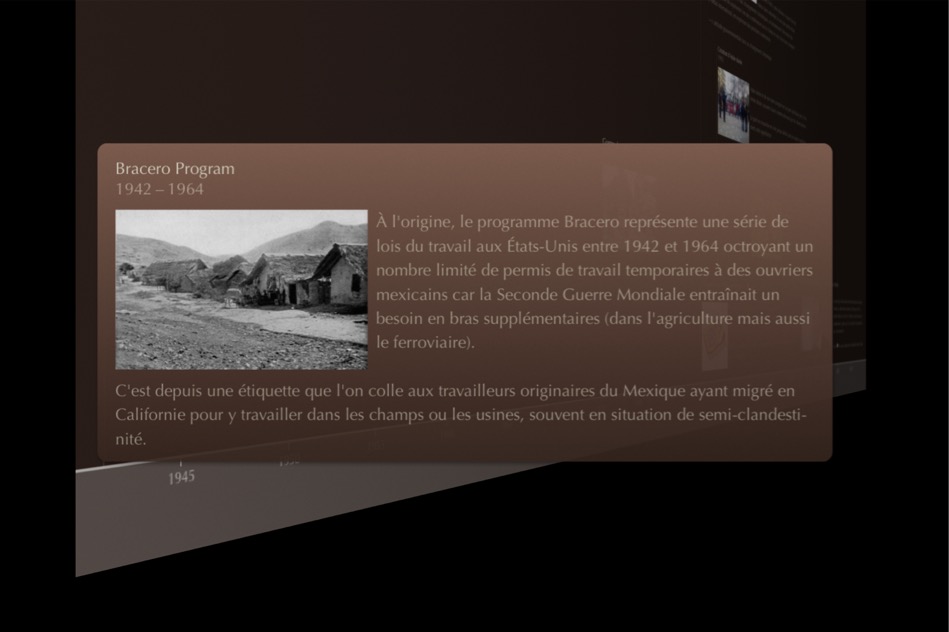 Bracero Program
1942 – 1964
À l'origine, le programme Bracero représente une série de
lois du travail aux États-Unis entre 1942 et 1964 octroyant un
nombre limité de permis de travail temporaires à des ouvriers
mexicains car la Seconde Guerre Mondiale entraînait un
besoin en bras supplémentaires (dans l'agriculture mais aussi
le ferroviaire).
C'est depuis une étiquette que l'on colle aux travailleurs originaires du Mexique ayant migré en
Californie pour y travailler dans les champs ou les usines, souvent en situation de semi-clandesti-
nité.
1945